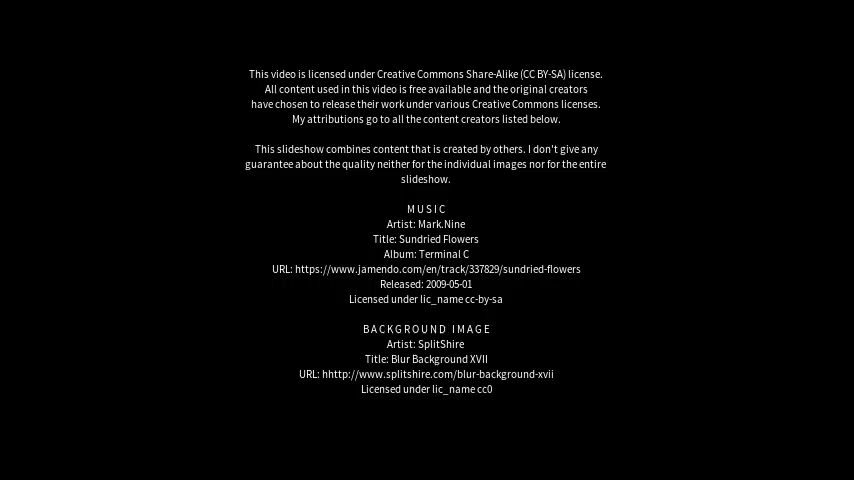 This video is licensed under Creative Commons Share-Alike (CC BY-SA) license.
All content used in this video is free available and the original creators
have chosen to release their work under various Creative Commons licenses.
My attributions go to all the content creators listed below.
This slideshow combines content that is created by others. I don't give any
guarantee about the quality neither for the individual images nor for the entire
slideshow.
MUSIC
Artist: Mark.Nine
Title: Sundried Flowers
Album: Terminal C
URL: https://www.jamendo.com/en/track/337829/sundried-flowers
Released: 2009-05-01
Licensed under lic_name cc-by-sa
BACKGROUND IMAGE
Artist: SplitShire
Title: Blur Background XVII
URL: hhttp://www.splitshire.com/blur-background-xvii
Licensed under lic_name cc0